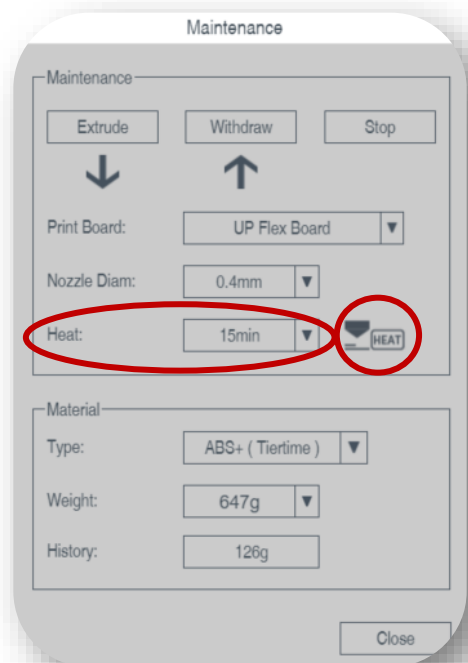 Maintenance
Maintenance
Extrude Withdraw Stop
Print Board: UP Flex Board
Nozzle Diam: 0.4mm
Heat: 15min HEAT
Material
Type: ABS+ ( Tiertime )
Weight: 647g
History: 126g
Close